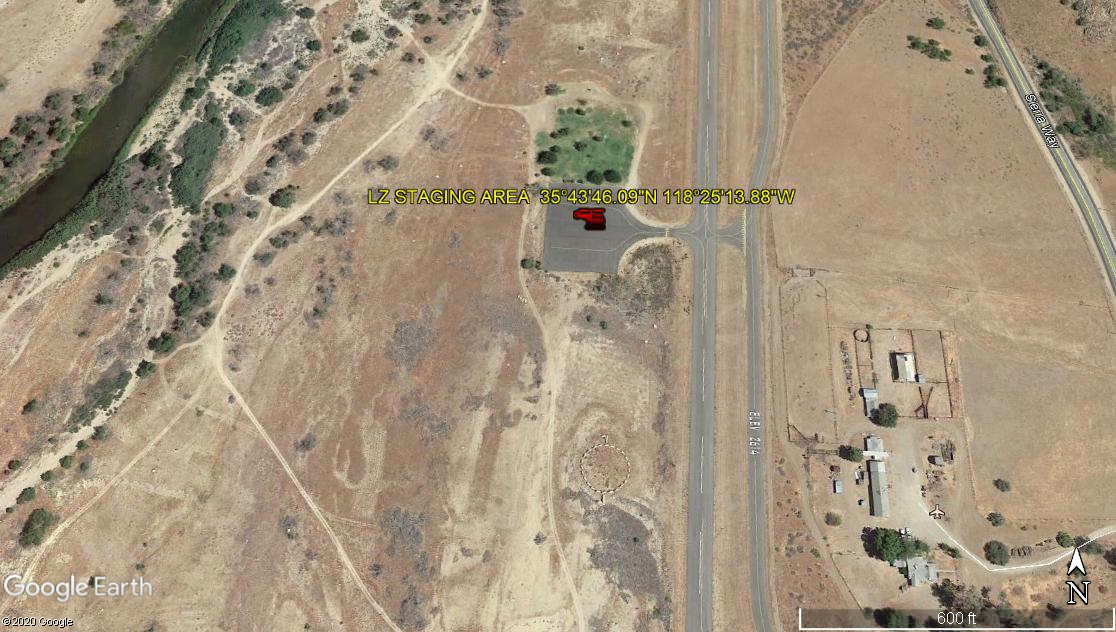 Sierra Way
LZ STAGING AREA  35°43'46.09"N 118°25'13.88"W
ELEV 2614
Google Earth
N
600 ft
©2020 Google